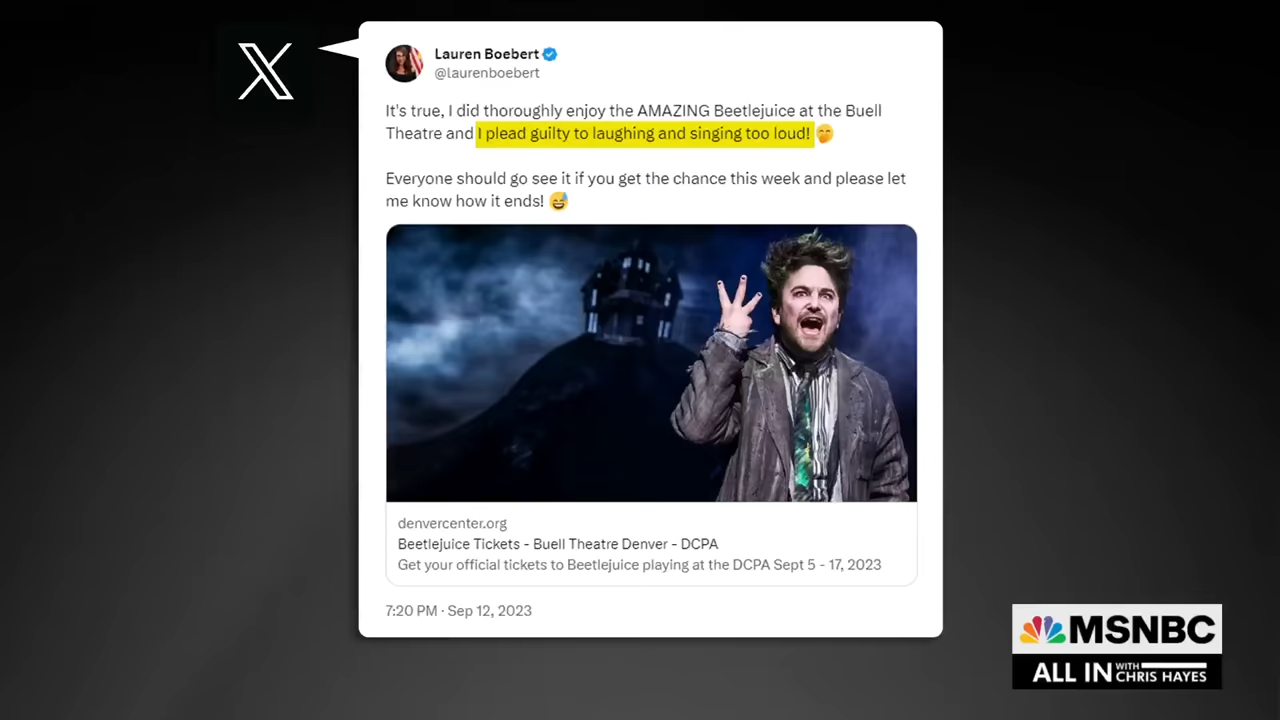 Lauren Boebert
@laurenboebert
It's true, I did thoroughly enjoy the AMAZING Beetlejuice at the Buell
Theatre and I plead guilty to laughing and singing too loud! 🤭
Everyone should go see it if you get the chance this week and please let
me know how it ends! 😅
denvercenter.org
Beetlejuice Tickets - Buell Theatre Denver - DCPA
Get your official tickets to Beetlejuice playing at the DCPA Sept 5 - 17, 2023
7:20 PM · Sep 12, 2023
MSNBC
ALL IN WITH CHRIS HAYES